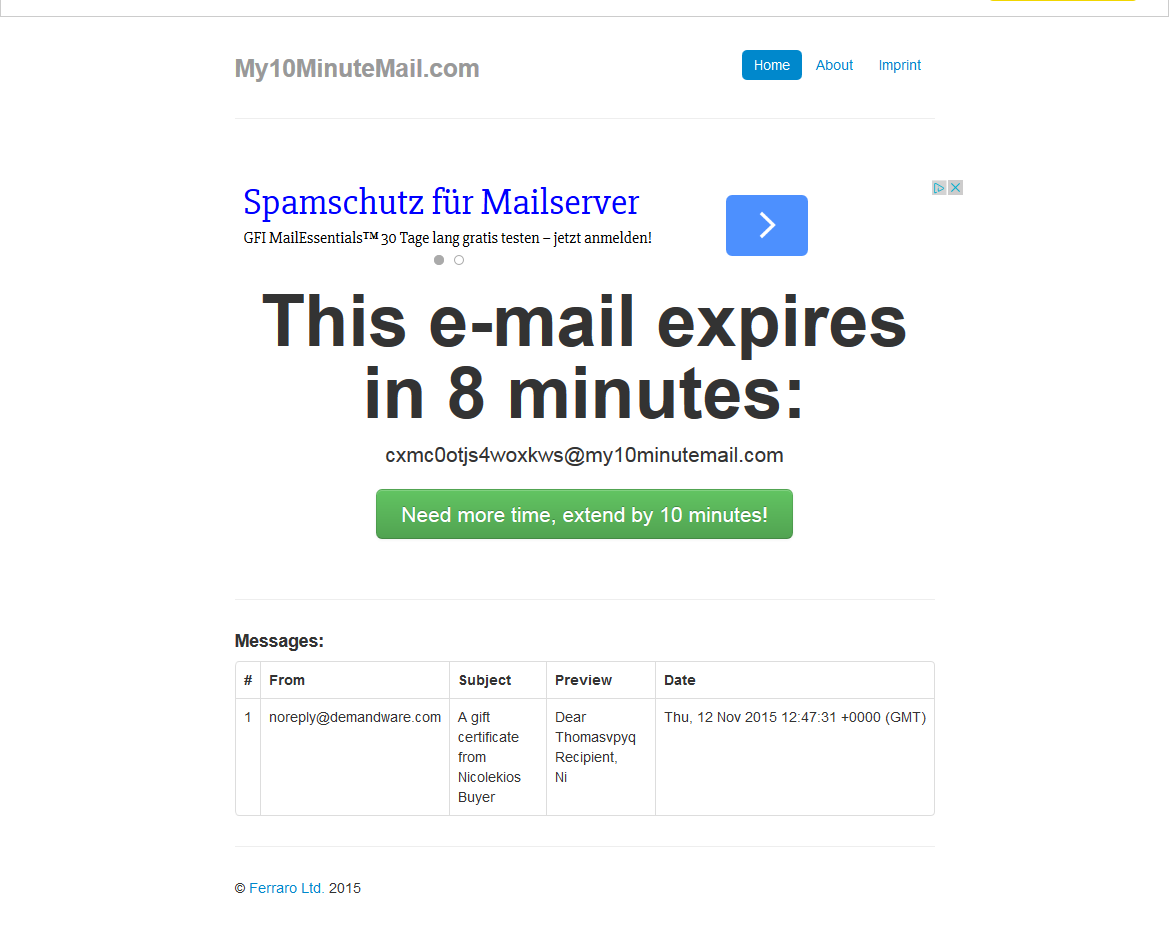 My10MinuteMail.com
Home About Imprint
Spamschutz für Mailserver
GFI MailEssentials™ 30 Tage lang gratis testen – jetzt anmelden!
This e-mail expires
in 8 minutes:
cxmc0otjs4woxkws@my10minutemail.com
Need more time, extend by 10 minutes!
Messages:
# From Subject Preview Date
1 noreply@demandware.com A gift Dear Thu, 12 Nov 2015 12:47:31 +0000 (GMT)
certificate Thomasvpyq
from Recipient,
Nicolekios Ni
Buyer
© Ferraro Ltd. 2015